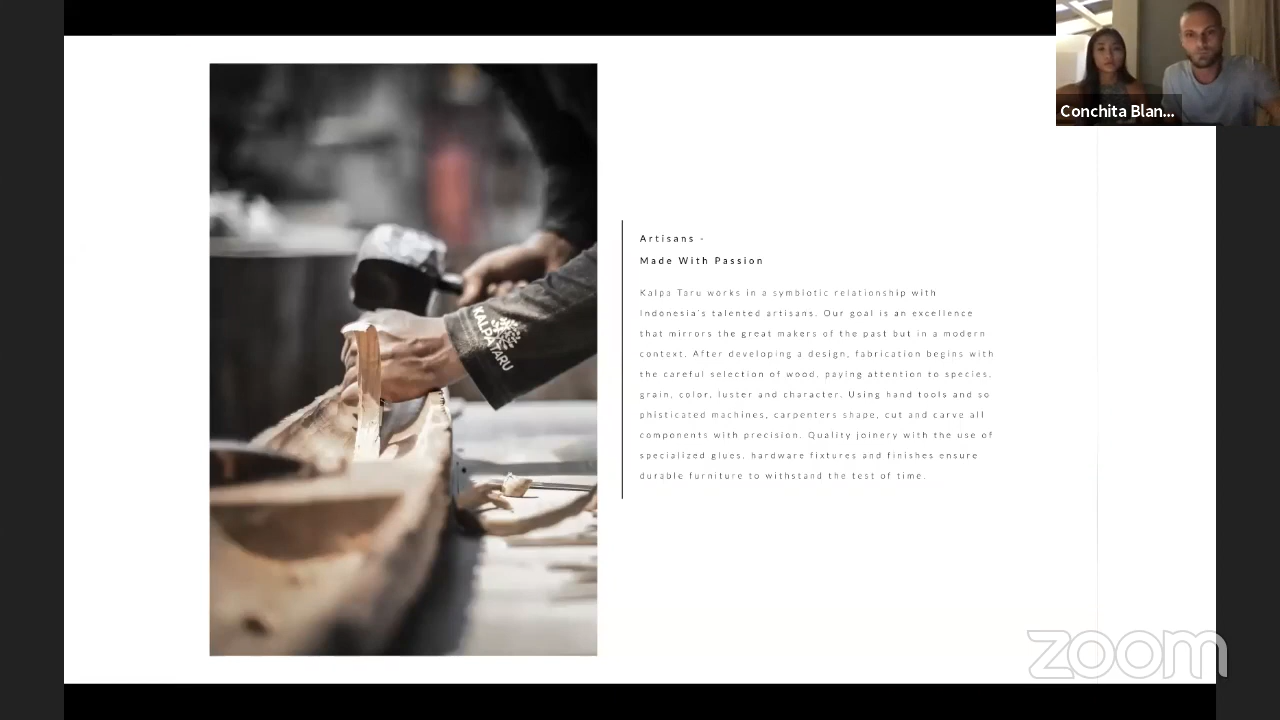 Conchita Blan...
KALPA TARU
Artisans -
Made With Passion
Kalpa Taru works in a symbiotic relationship with
Indonesia's talented artisans. Our goal is an excellence
that mirrors the great makers of the past but in a modern
context. After developing a design, fabrication begins with
the careful selection of wood, paying attention to species,
grain, color, luster and character. Using hand tools and so
phisticated machines, carpenters shape, cut and carve all
components with precision. Quality joinery with the use of
specialized glues, hardware fixtures and finishes ensure
durable furniture to withstand the test of time.
zoom